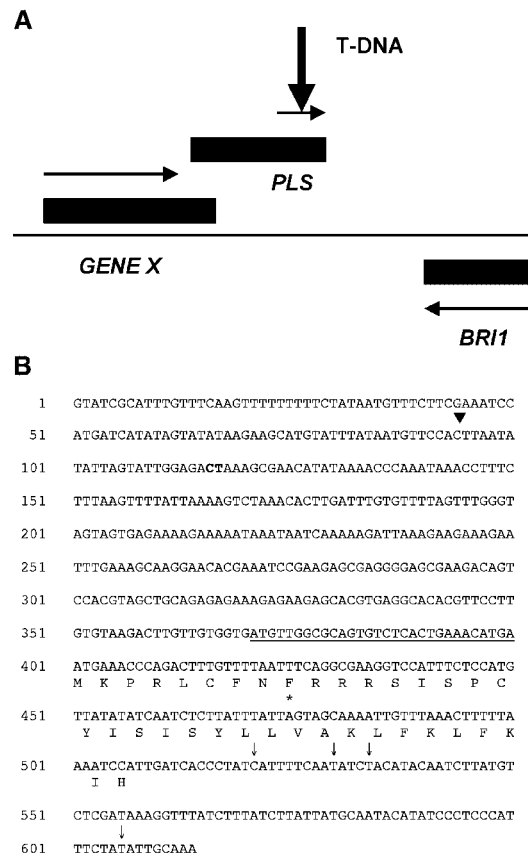 A
T-DNA
PLS
GENE X
BRI1
B
1 GTATCGCATTTGTTTCAAGTTTTTTTTTCTATAATGTTTCTTCGAAATCC
51 ATGATCATATAGTATATAAGAAGCATGTATTTATAATGTTCCACTTAATA
101 TATTAGTATTGGAGACTAAAGCGAACATATAAAACCCAAATAAACCTTTC
151 TTTAAGTTTTATTAAAAGTCTAAACACTTGATTTGTGTTTTAGTTTGGGT
201 AGTAGTGAGAAAAGAAAAATAAATAATCAAAAAGATTAAAGAAGAAAGAA
251 TTTGAAAGCAAGGAACACGAAATCCGAAGAGCGAGGGGAGCGAAGACAGT
301 CCACGTAGCTGCAGAGAGAAAGAGAAGAGCACGTGAGGCACACGTTCCTT
351 GTGTAAGACTTGTTGTGGTGATGTTGGCGCAGTGTCTCACTGAAACATGA
401 ATGAAACCCAGACTTTGTTTTAATTTCAGGCGAAGGTCCATTTCTCCATG
M K P R L C F N F R R R S I S P C
*
451 TTATATATCAATCTCTTATTTATTAGTAGCAAAATTGTTTAAACTTTTTA
Y I S I S Y L L V A K L F K L F K
501 AAATCCATTGATCACCCTATCATTTTCAATATCTACATACAATCTTATGT
I H
551 CTCGATAAAGGTTTATCTTTATCTTATTATGCAATACATATCCCTCCCAT
601 TTCTATATTGCAAA